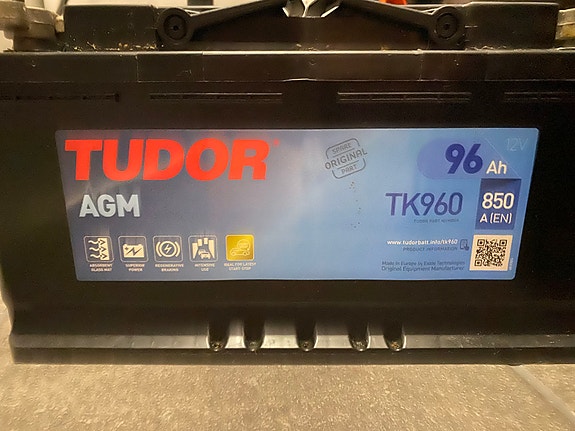 TUDOR
AGM
SPARE
ORIGINAL
PART
12V
96 Ah
TK960
850
A (EN)
www.tudorbatt.info/tk960
PRODUCT INFORMATION
ABSORBENT
GLASS MAT
SUPERIOR
POWER
REGENERATIVE
BRAKING
INTENSIVE
USE
IDEAL FOR LATEST
START-STOP
Made in Europe by Exide Technologies
Original Equipment Manufacturer